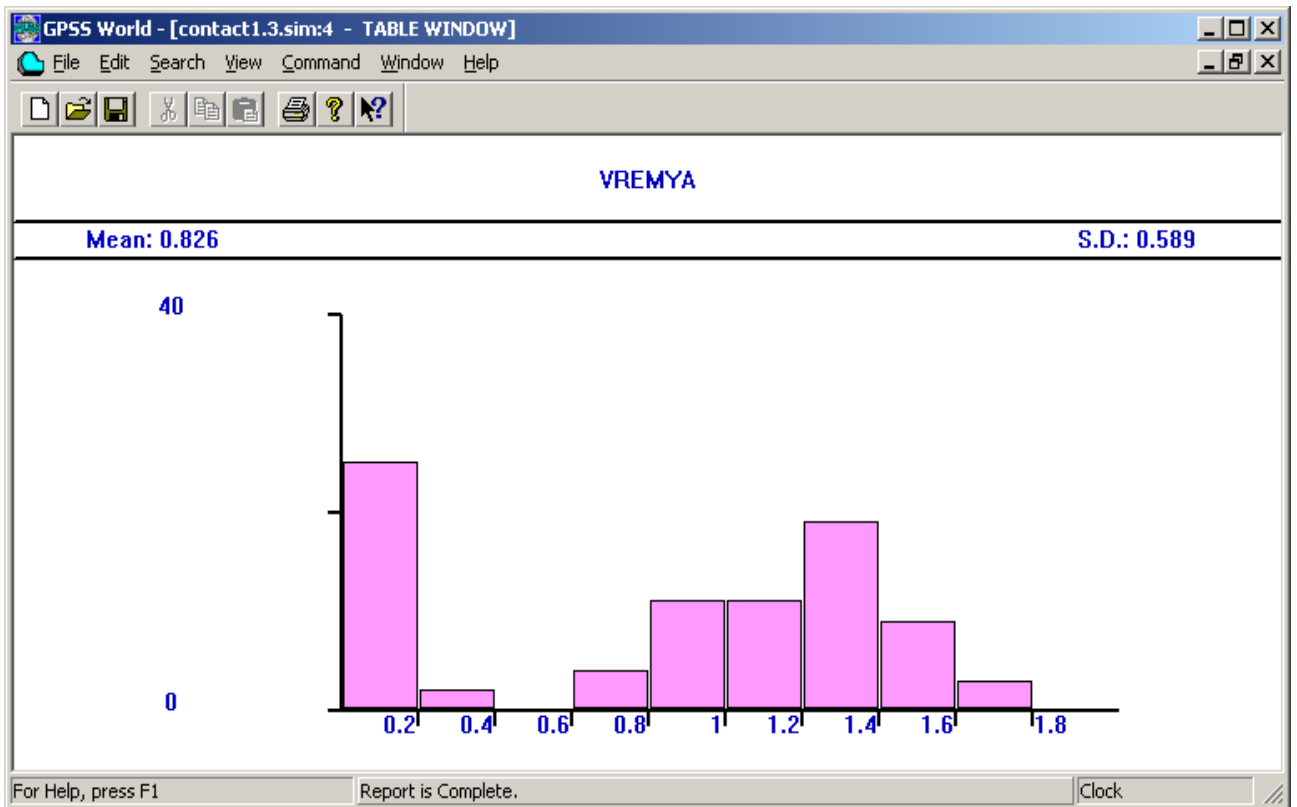 GPSS World - [contact1.3.sim:4 - TABLE WINDOW]
File Edit Search View Command Window Help
VREMYA
Mean: 0.826 S.D.: 0.589
40
0
0.2 0.4 0.6 0.8 1 1.2 1.4 1.6 1.8
For Help, press F1 Report is Complete. Clock